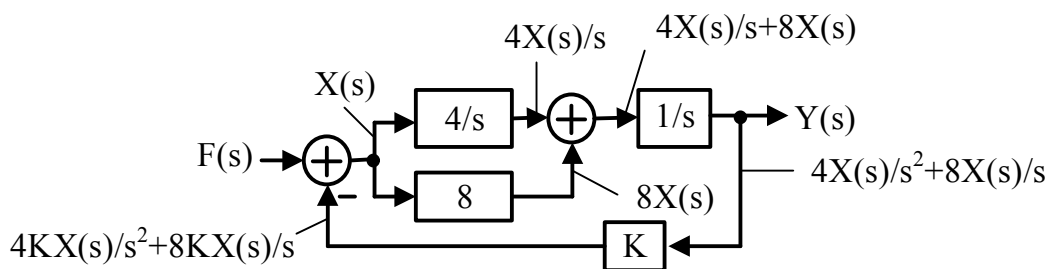 4X(s)/s
4X(s)/s+8X(s)
X(s)
4/s
+
1/s
Y(s)
F(s)
+
−
8
8X(s)
4X(s)/s²+8X(s)/s
4KX(s)/s²+8KX(s)/s
K